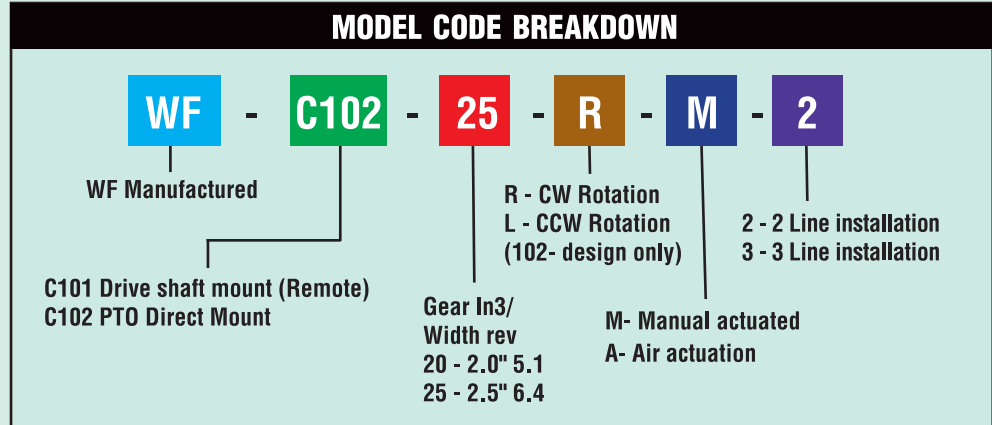 MODEL CODE BREAKDOWN
WF - C102 - 25 - R - M - 2
WF Manufactured
C101 Drive shaft mount (Remote)
C102 PTO Direct Mount
Gear In3/
Width rev
20 - 2.0" 5.1
25 - 2.5" 6.4
R - CW Rotation
L - CCW Rotation
(102- design only)
M- Manual actuated
A- Air actuation
2 - 2 Line installation
3 - 3 Line installation